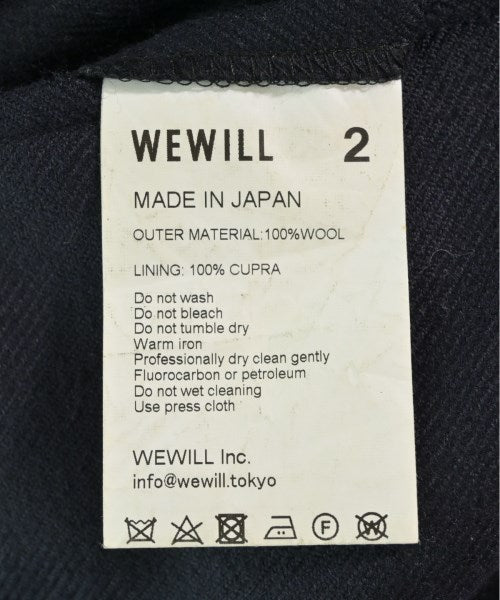 WEWILL 2
MADE IN JAPAN
OUTER MATERIAL:100%WOOL
LINING: 100% CUPRA
Do not wash
Do not bleach
Do not tumble dry
Warm iron
Professionally dry clean gently
Fluorocarbon or petroleum
Do not wet cleaning
Use press cloth
WEWILL Inc.
info@wewill.tokyo
F W